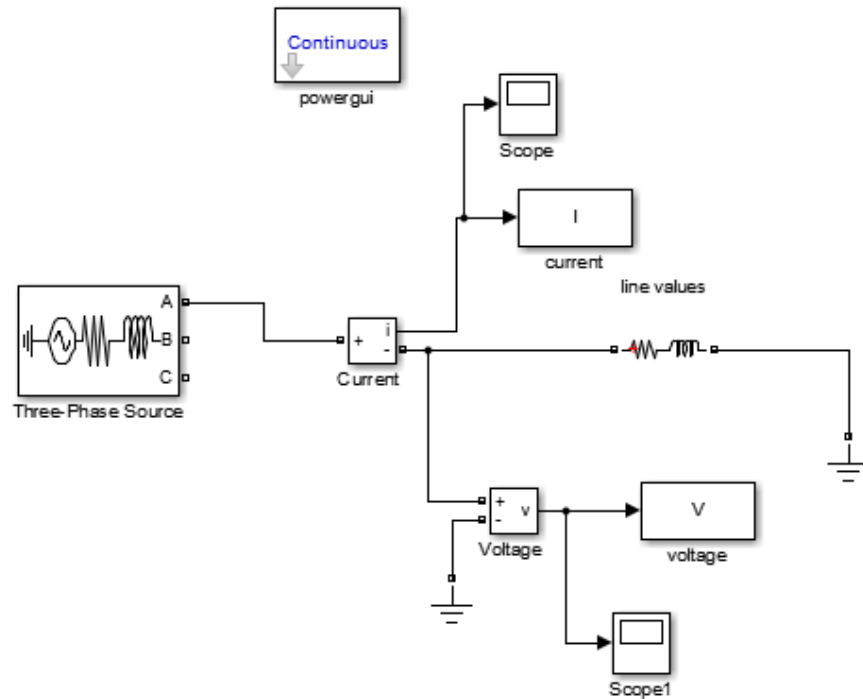 Continuous
powergui
Scope
I
current
line values
A
B
C
Three-Phase Source
+
i
-
Current
+
-
v
Voltage
V
voltage
Scope1